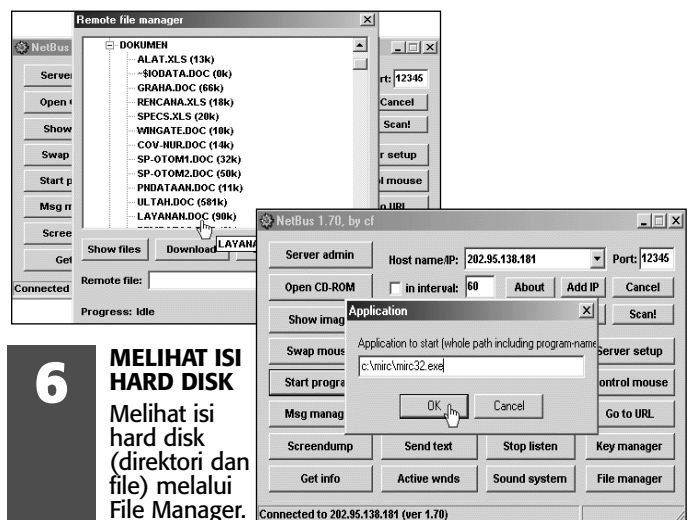 Remote file manager
DOKUMEN
ALAT.XLS (13k)
~$IODATA.DOC (0k)
GRAHA.DOC (66k)
RENCANA.XLS (18k)
SPECS.XLS (20k)
WINGATE.DOC (10k)
COV-NUR.DOC (14k)
SP-OTOM1.DOC (32k)
SP-OTOM2.DOC (50k)
PNDATAAN.DOC (11k)
ULTAH.DOC (581k)
LAYANAN.DOC (90k)
Show files Download
Remote file:
Progress: Idle
NetBus
Server
Open
Show
Swap
Start p
Msg m
Scree
Get
Connected
rt: 12345
Cancel
Scan!
r setup
l mouse
NetBus 1.70, by cf
Server admin Host name/IP: 202.95.138.181 Port: 12345
Open CD-ROM in interval: 60 About Add IP Cancel
Show imag Scan!
Swap mous Server setup
Start progra ontrol mouse
Msg manag Go to URL
Screendump Send text Stop listen Key manager
Get info Active wnds Sound system File manager
Connected to 202.95.138.181 (ver 1.70)
Application
Application to start (whole path including program-name
c:\mirc\mirc32.exe
OK Cancel
6
MELIHAT ISI
HARD DISK
Melihat isi
hard disk
(direktori dan
file) melalui
File Manager.